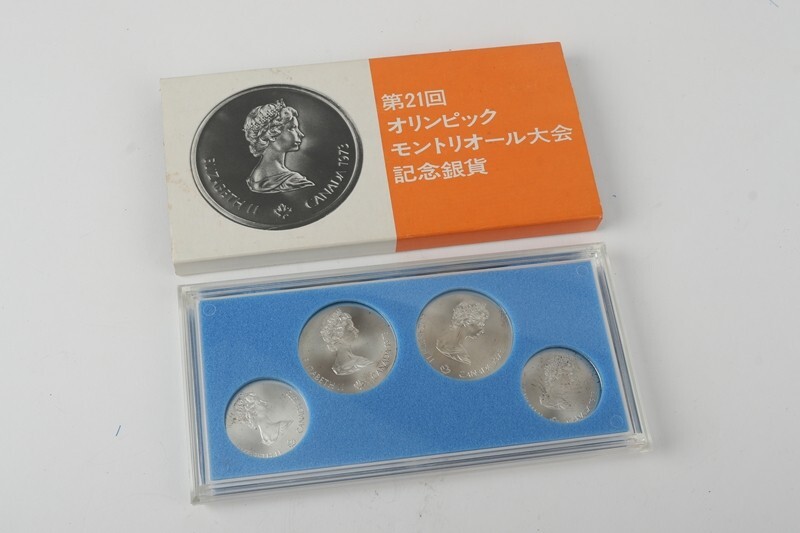 第21回
オリンピック
モントリオール大会
記念銀貨
ELIZABETH II
CANADA 1973